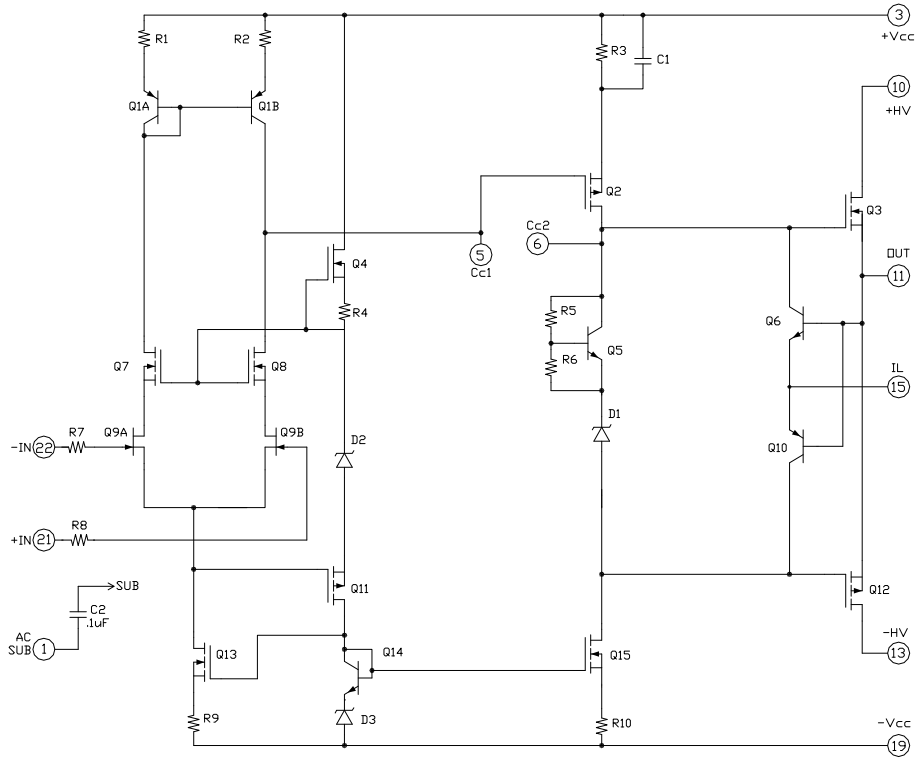 R1
R2
R3
C1
3
+Vcc
Q1A
Q1B
10
+HV
Q2
Q3
Cc2
6
5
Cc1
Q4
OUT
11
R4
R5
Q6
Q7
Q8
R6
Q5
IL
15
D1
-IN 22
R7
Q9A
Q9B
D2
Q10
+IN 21
R8
SUB
Q11
Q12
C2
.1uF
AC
SUB 1
Q13
Q14
Q15
-HV
13
R9
D3
R10
-Vcc
19